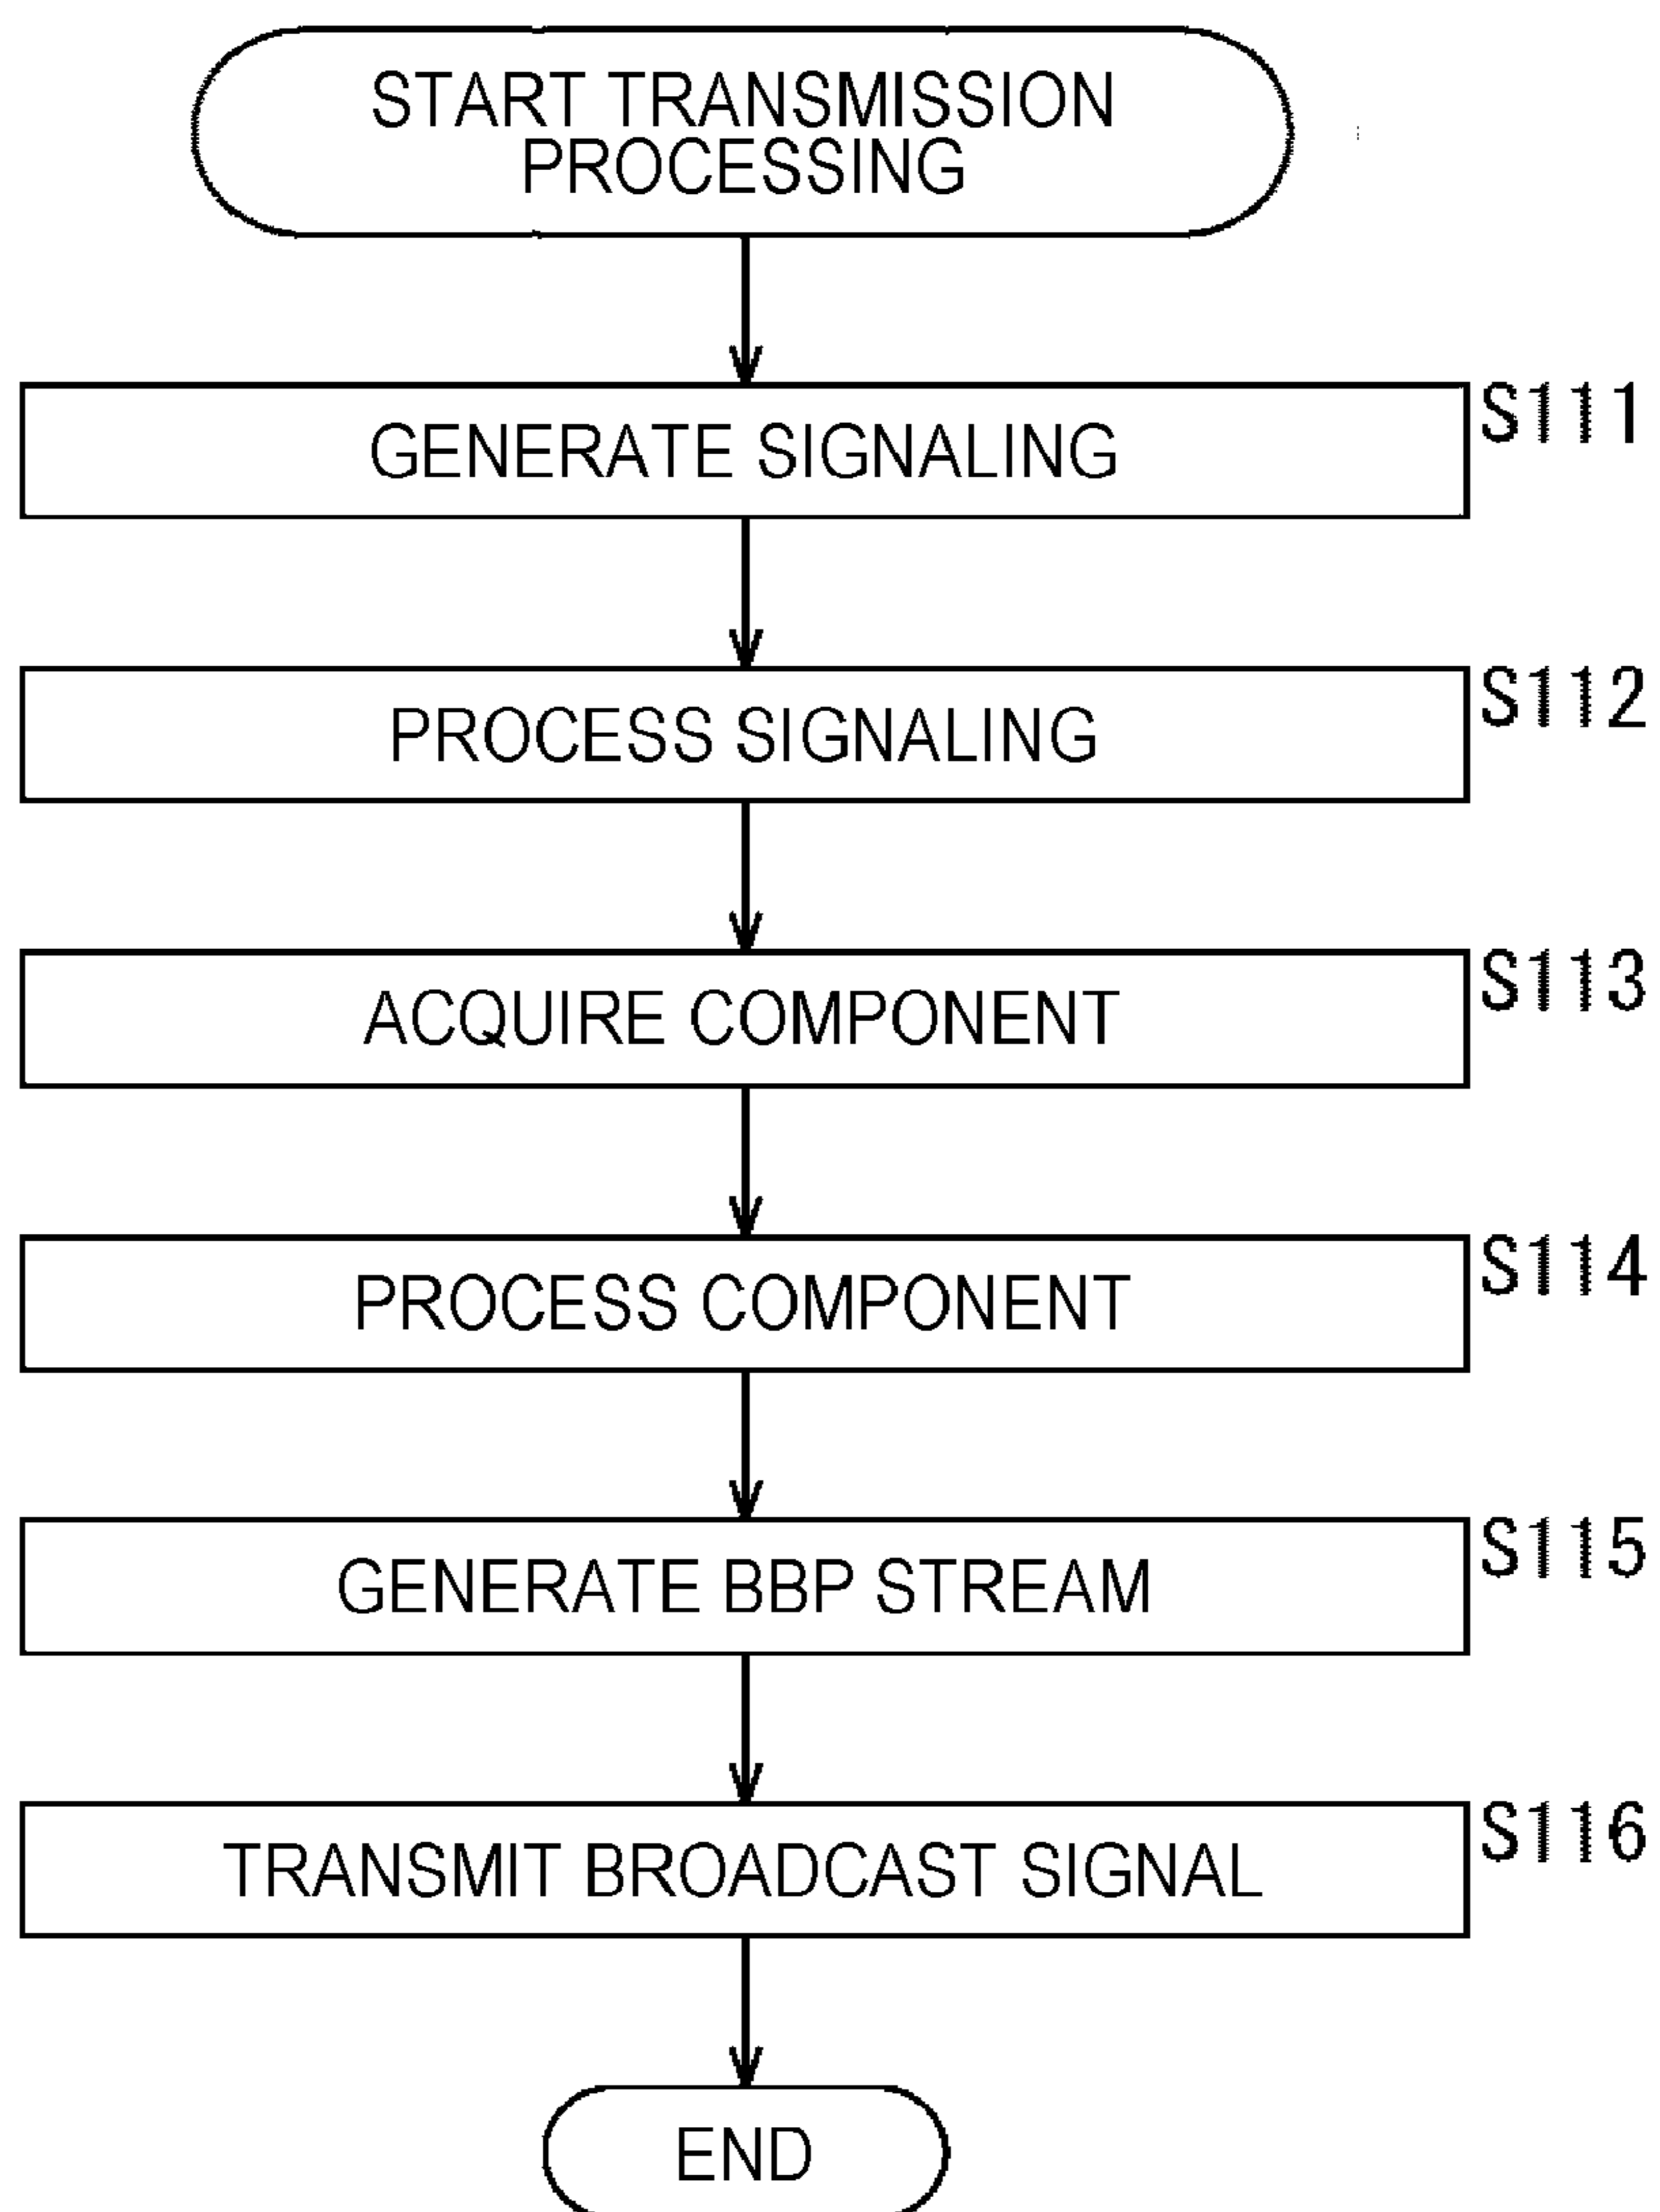 START TRANSMISSION
PROCESSING
GENERATE SIGNALING
S111
PROCESS SIGNALING
S112
ACQUIRE COMPONENT
S113
PROCESS COMPONENT
S114
GENERATE BBP STREAM
S115
TRANSMIT BROADCAST SIGNAL
S116
END